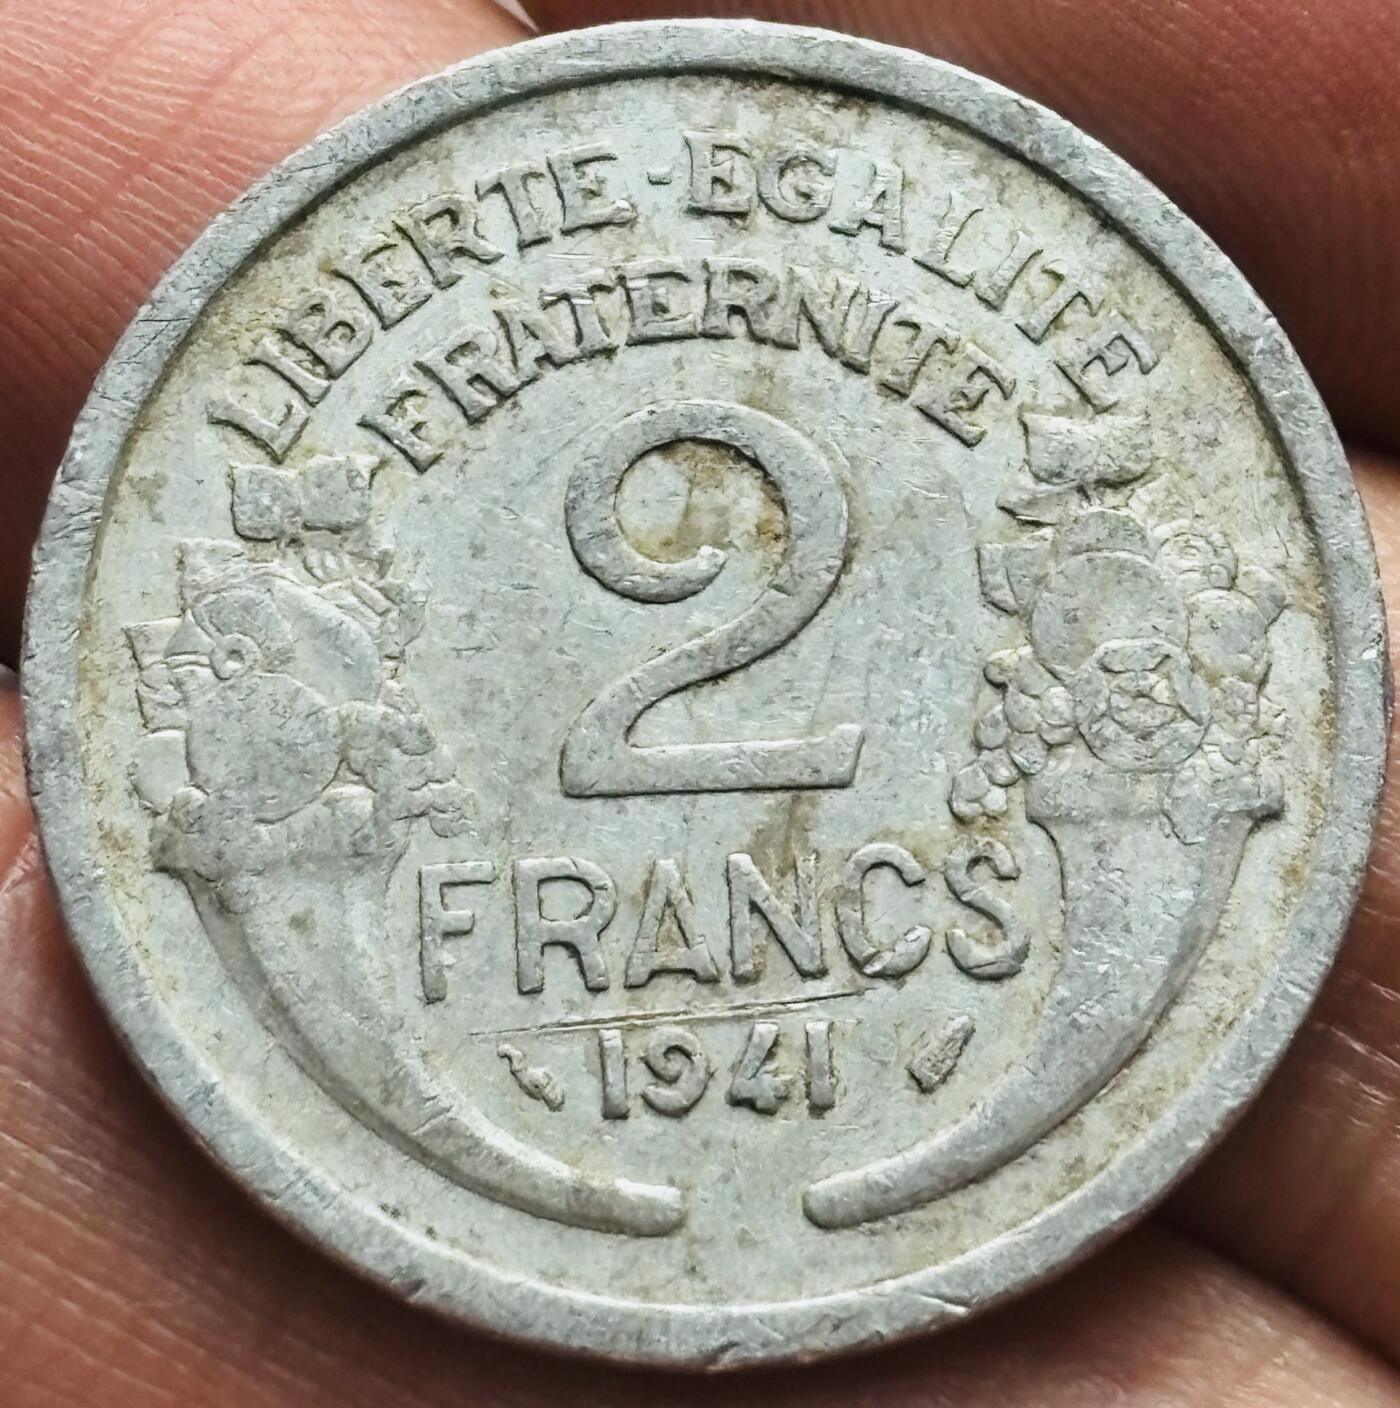 LIBERTE·EGALITE
FRATERNITE
2
FRANCS
1941